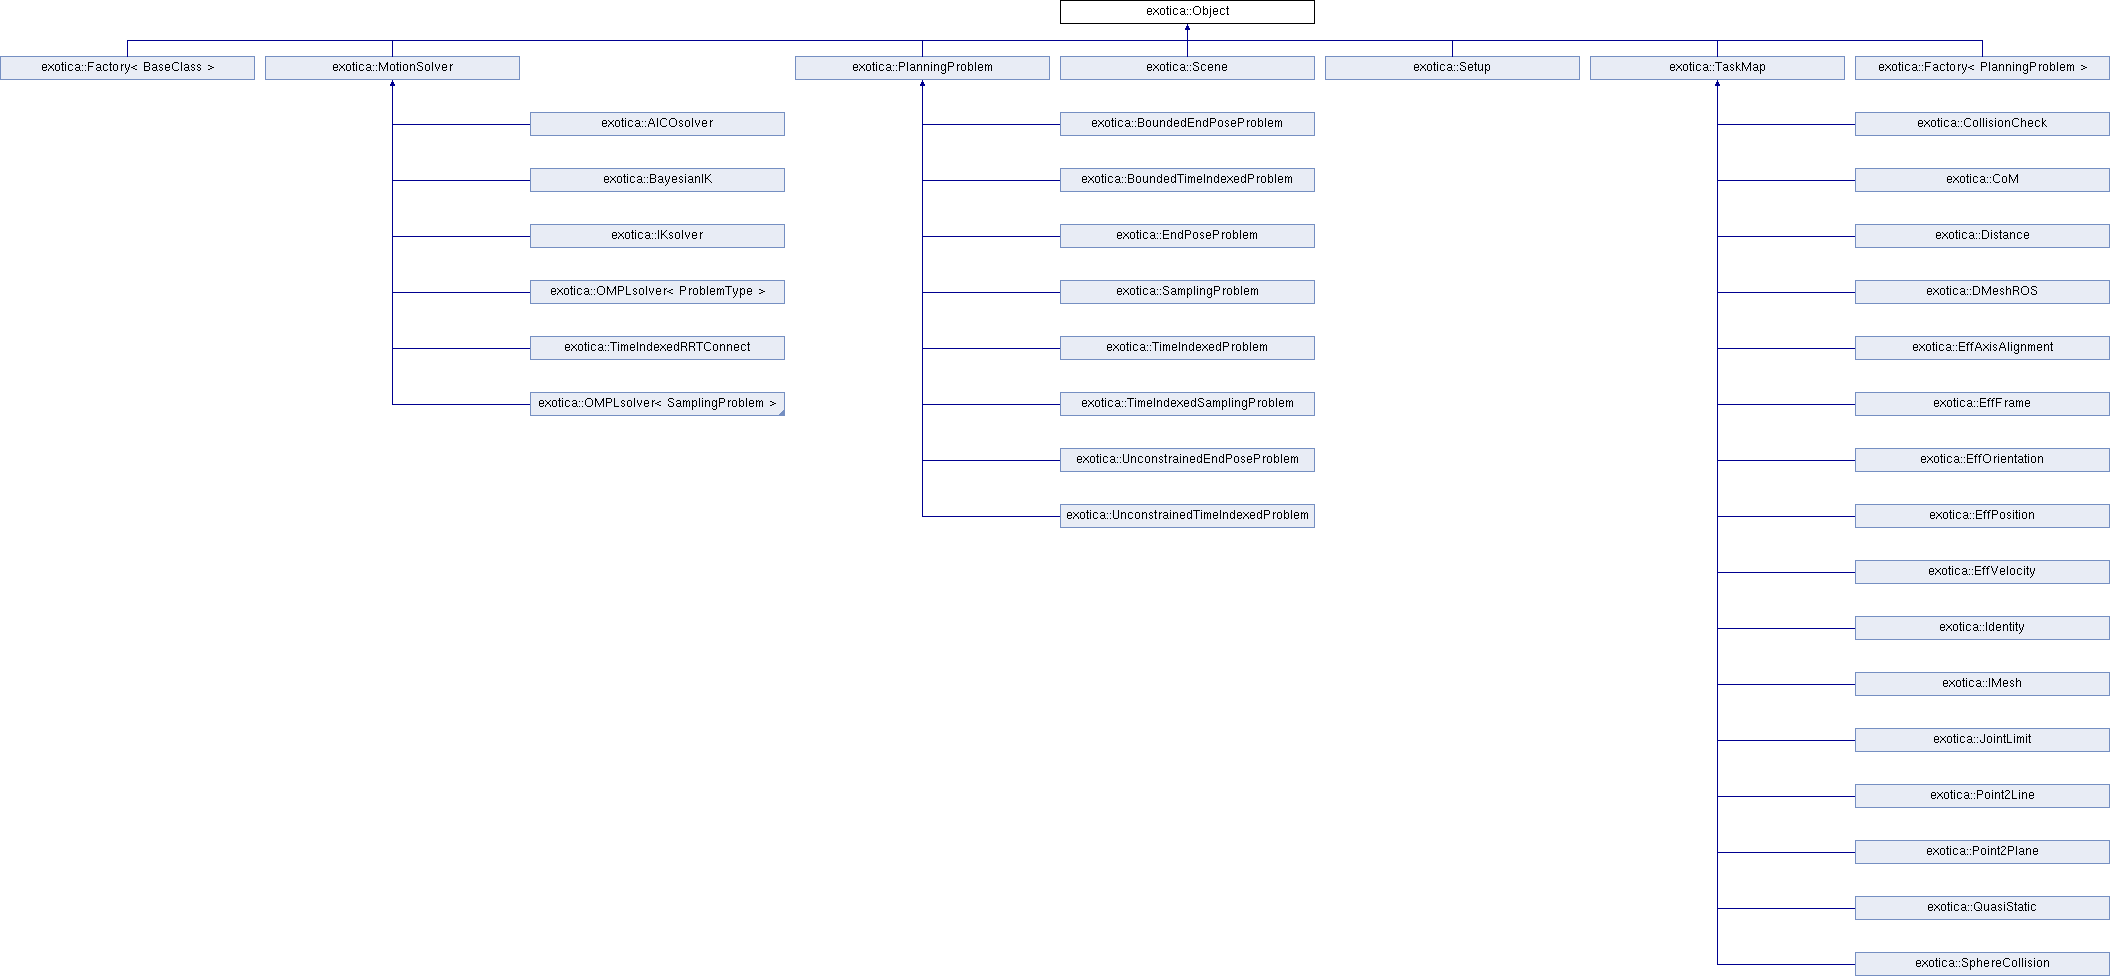 exotica::Object
exotica::Factory< BaseClass >
exotica::MotionSolver
exotica::PlanningProblem
exotica::Scene
exotica::Setup
exotica::TaskMap
exotica::Factory< PlanningProblem >
exotica::AICOsolver
exotica::BoundedEndPoseProblem
exotica::CollisionCheck
exotica::BayesianIK
exotica::BoundedTimeIndexedProblem
exotica::CoM
exotica::IKsolver
exotica::EndPoseProblem
exotica::Distance
exotica::OMPLsolver< ProblemType >
exotica::SamplingProblem
exotica::DMeshROS
exotica::TimeIndexedRRTConnect
exotica::TimeIndexedProblem
exotica::EffAxisAlignment
exotica::OMPLsolver< SamplingProblem >
exotica::TimeIndexedSamplingProblem
exotica::EffFrame
exotica::UnconstrainedEndPoseProblem
exotica::EffOrientation
exotica::UnconstrainedTimeIndexedProblem
exotica::EffPosition
exotica::EffVelocity
exotica::Identity
exotica::IMesh
exotica::JointLimit
exotica::Point2Line
exotica::Point2Plane
exotica::QuasiStatic
exotica::SphereCollision